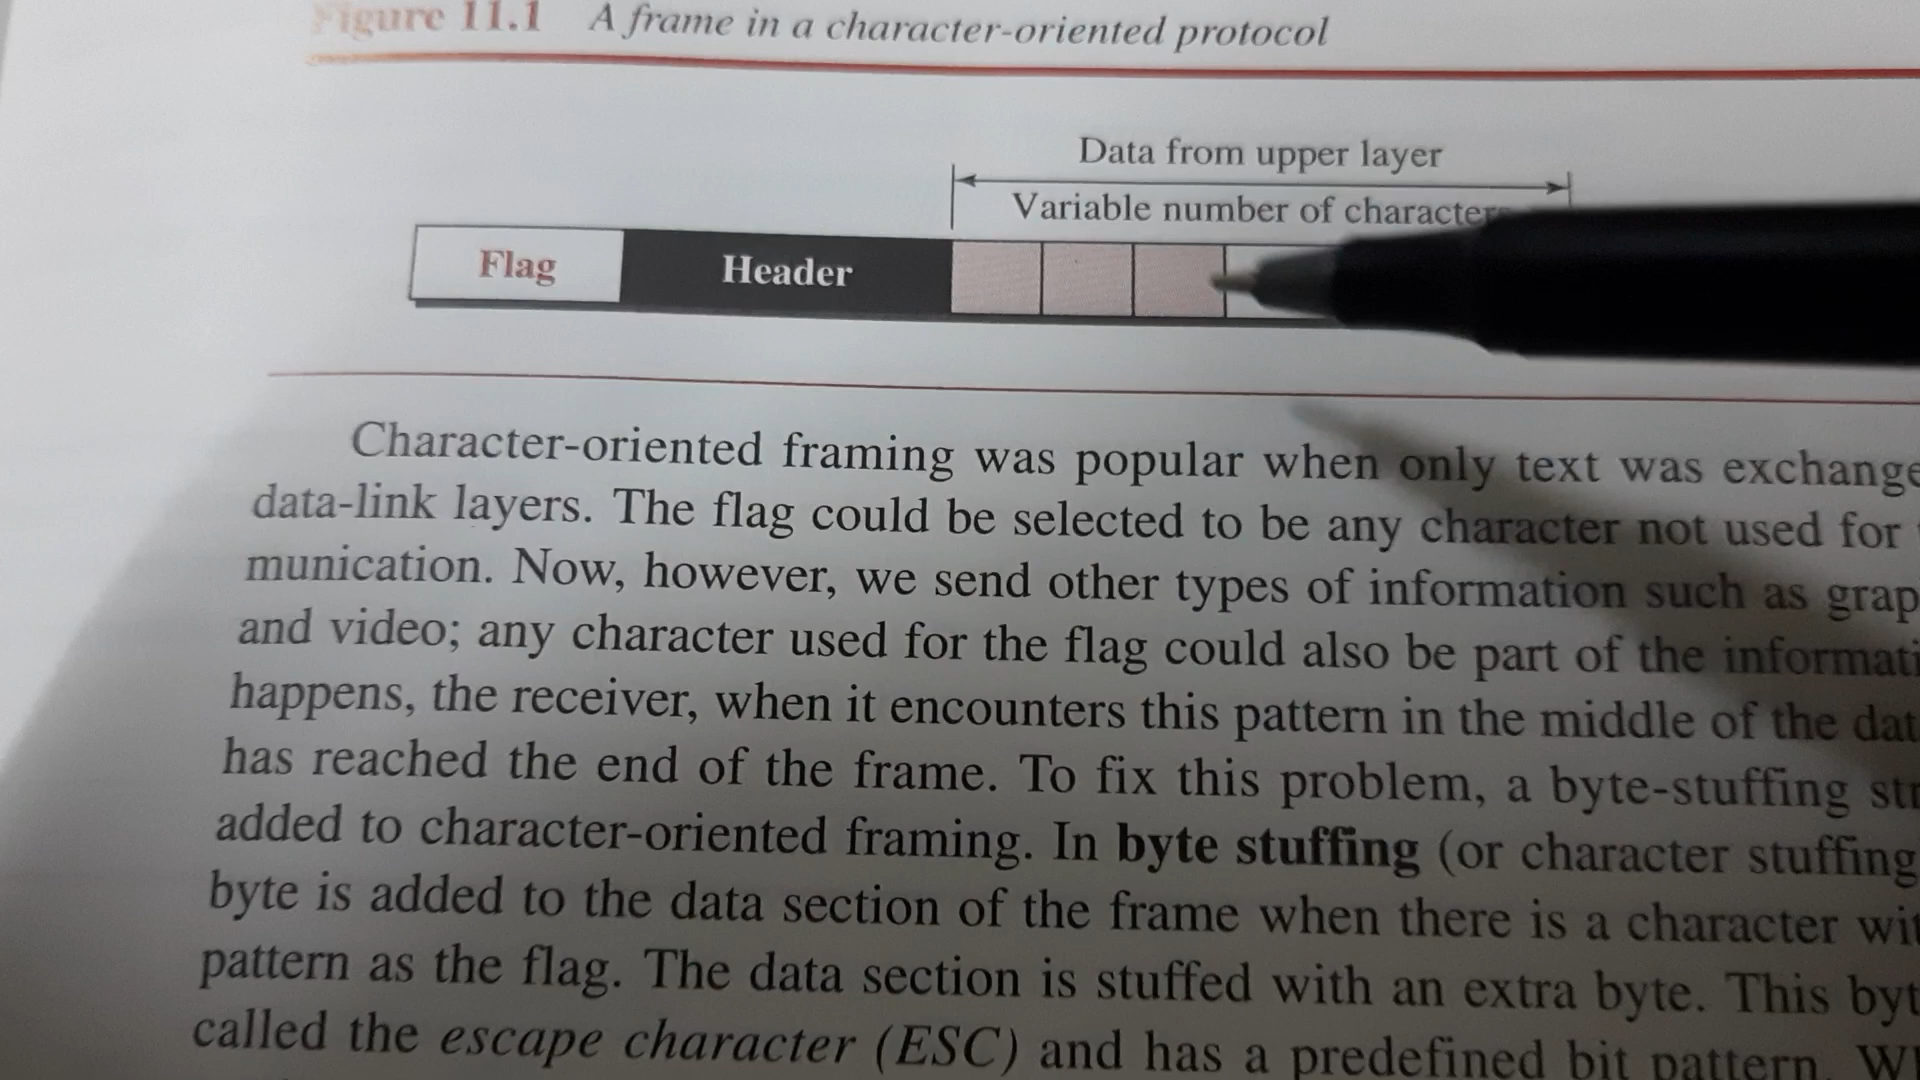 Figure 11.1 A frame in a character-oriented protocol
Data from upper layer
Variable number of characters
Flag Header
Character-oriented framing was popular when only text was exchange
data-link layers. The flag could be selected to be any character not used for
munication. Now, however, we send other types of information such as grap
and video; any character used for the flag could also be part of the informati
happens, the receiver, when it encounters this pattern in the middle of the dat
has reached the end of the frame. To fix this problem, a byte-stuffing str
added to character-oriented framing. In byte stuffing (or character stuffing
byte is added to the data section of the frame when there is a character wit
pattern as the flag. The data section is stuffed with an extra byte. This byt
called the escape character (ESC) and has a predefined bit pattern. Wh